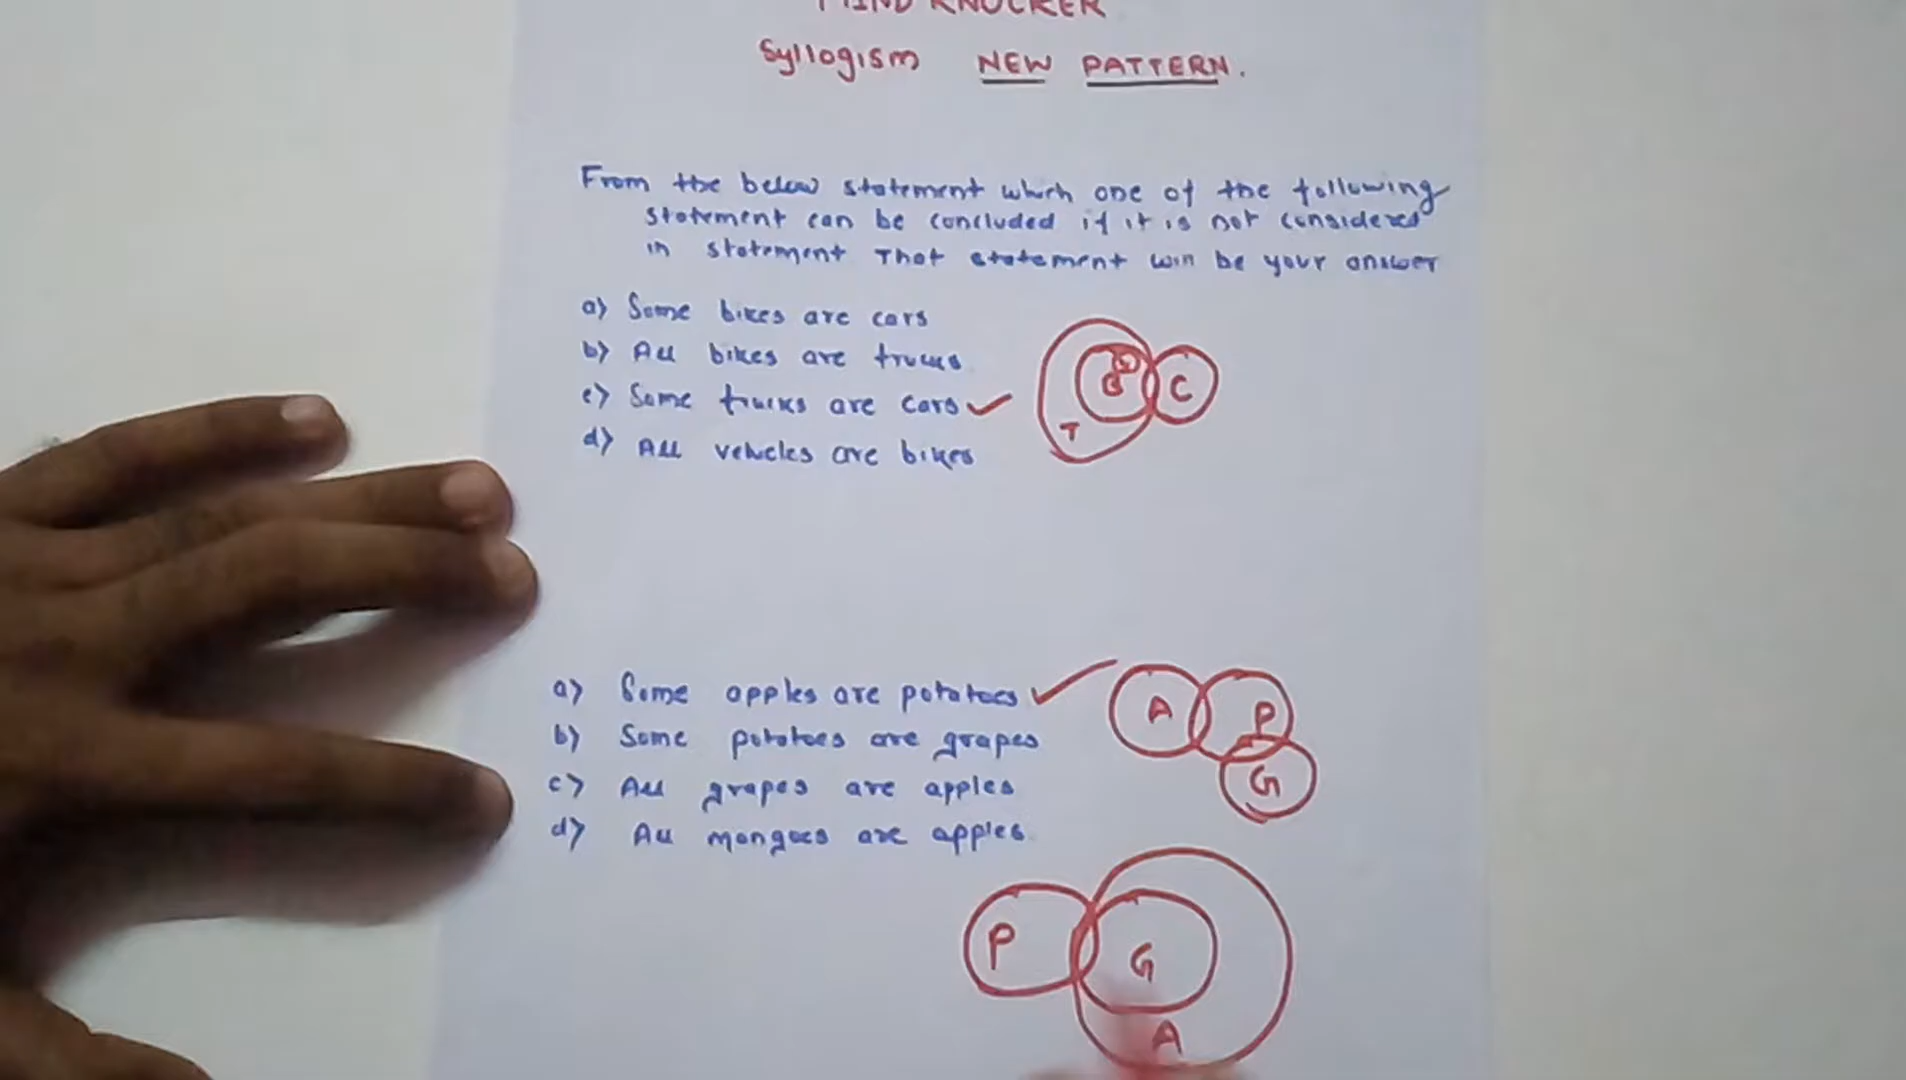 MIND KNOCKER
Syllogism NEW PATTERN.
From the below statement which one of the following
statement can be concluded if it is not considered
in statement That statement will be your answer
a) Some bikes are cars
b) All bikes are trucks
c) Some trucks are cars
d) All vehicles are bikes
B
C
T
a) Some apples are potatoes
b) Some potatoes are grapes
c) All grapes are apples
d) All mangoes are apples.
A
P
G
P
G
A